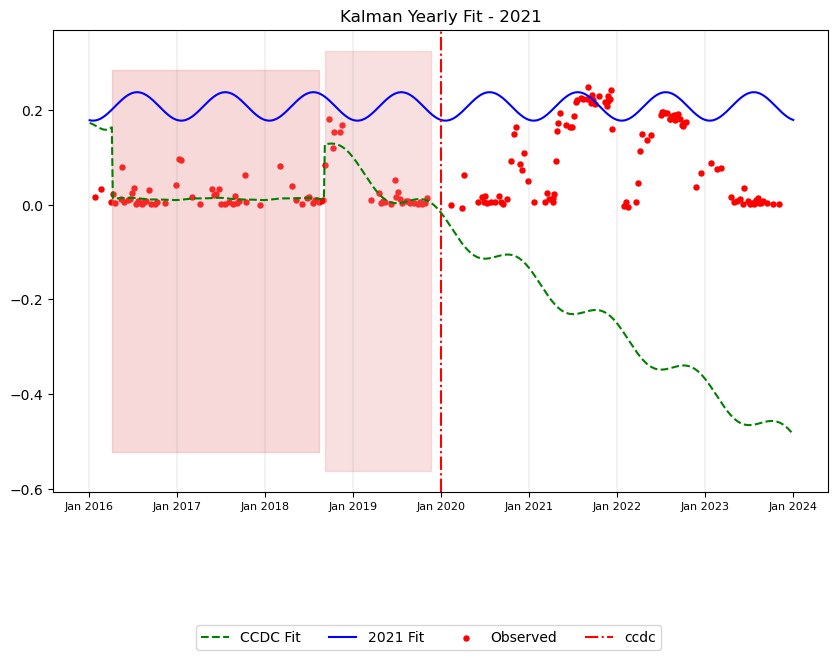 Kalman Yearly Fit - 2021
0.2
0.0
−0.2
−0.4
−0.6
Jan 2016 Jan 2017 Jan 2018 Jan 2019 Jan 2020 Jan 2021 Jan 2022 Jan 2023 Jan 2024
CCDC Fit 2021 Fit Observed ccdc